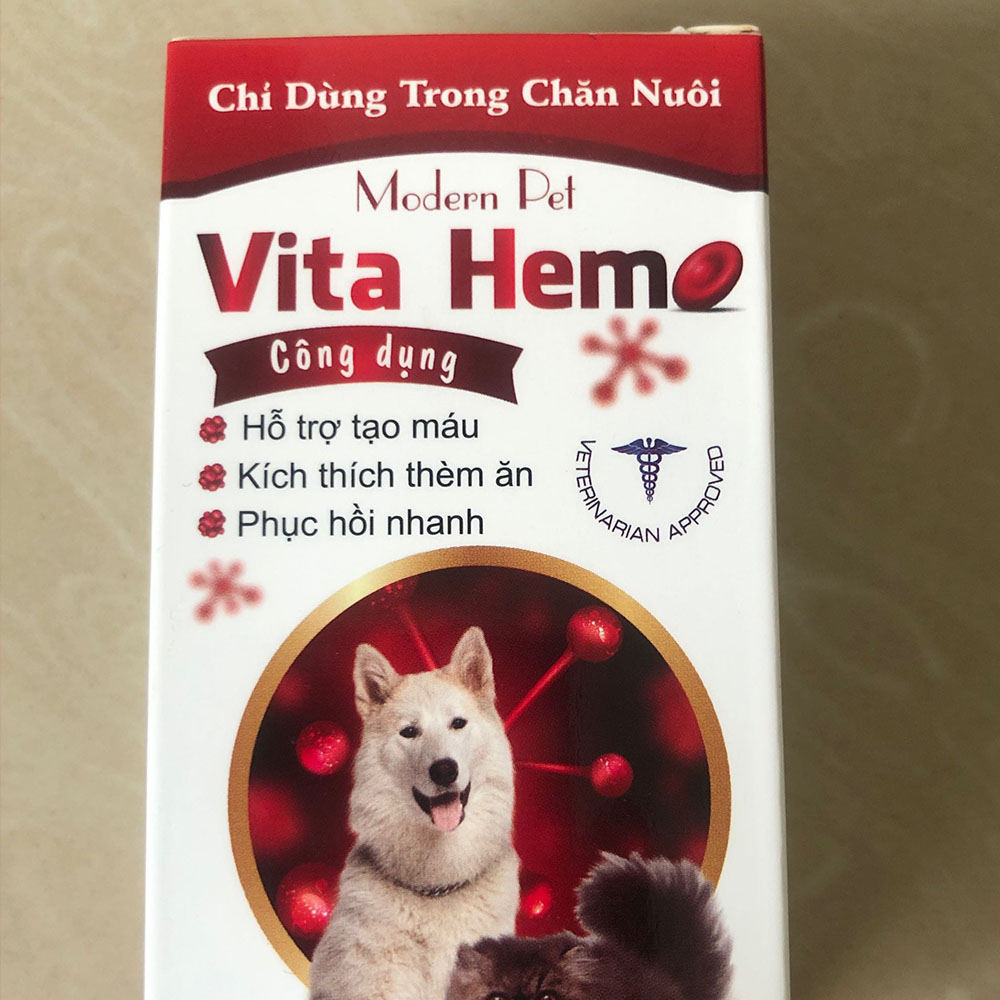 Chỉ Dùng Trong Chăn Nuôi
Modern Pet
Vita Hemo
Công dụng
Hỗ trợ tạo máu
Kích thích thèm ăn
Phục hồi nhanh
VETERINARIAN APPROVED